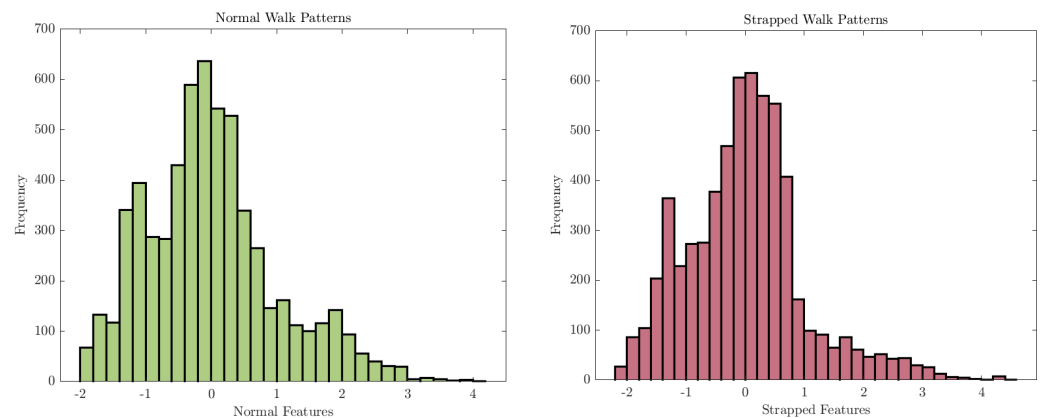 Normal Walk Patterns
700
600
500
400
300
200
100
0
-2 -1 0 1 2 3 4
Frequency
Normal Features
Strapped Walk Patterns
700
600
500
400
300
200
100
0
-2 -1 0 1 2 3 4
Frequency
Strapped Features